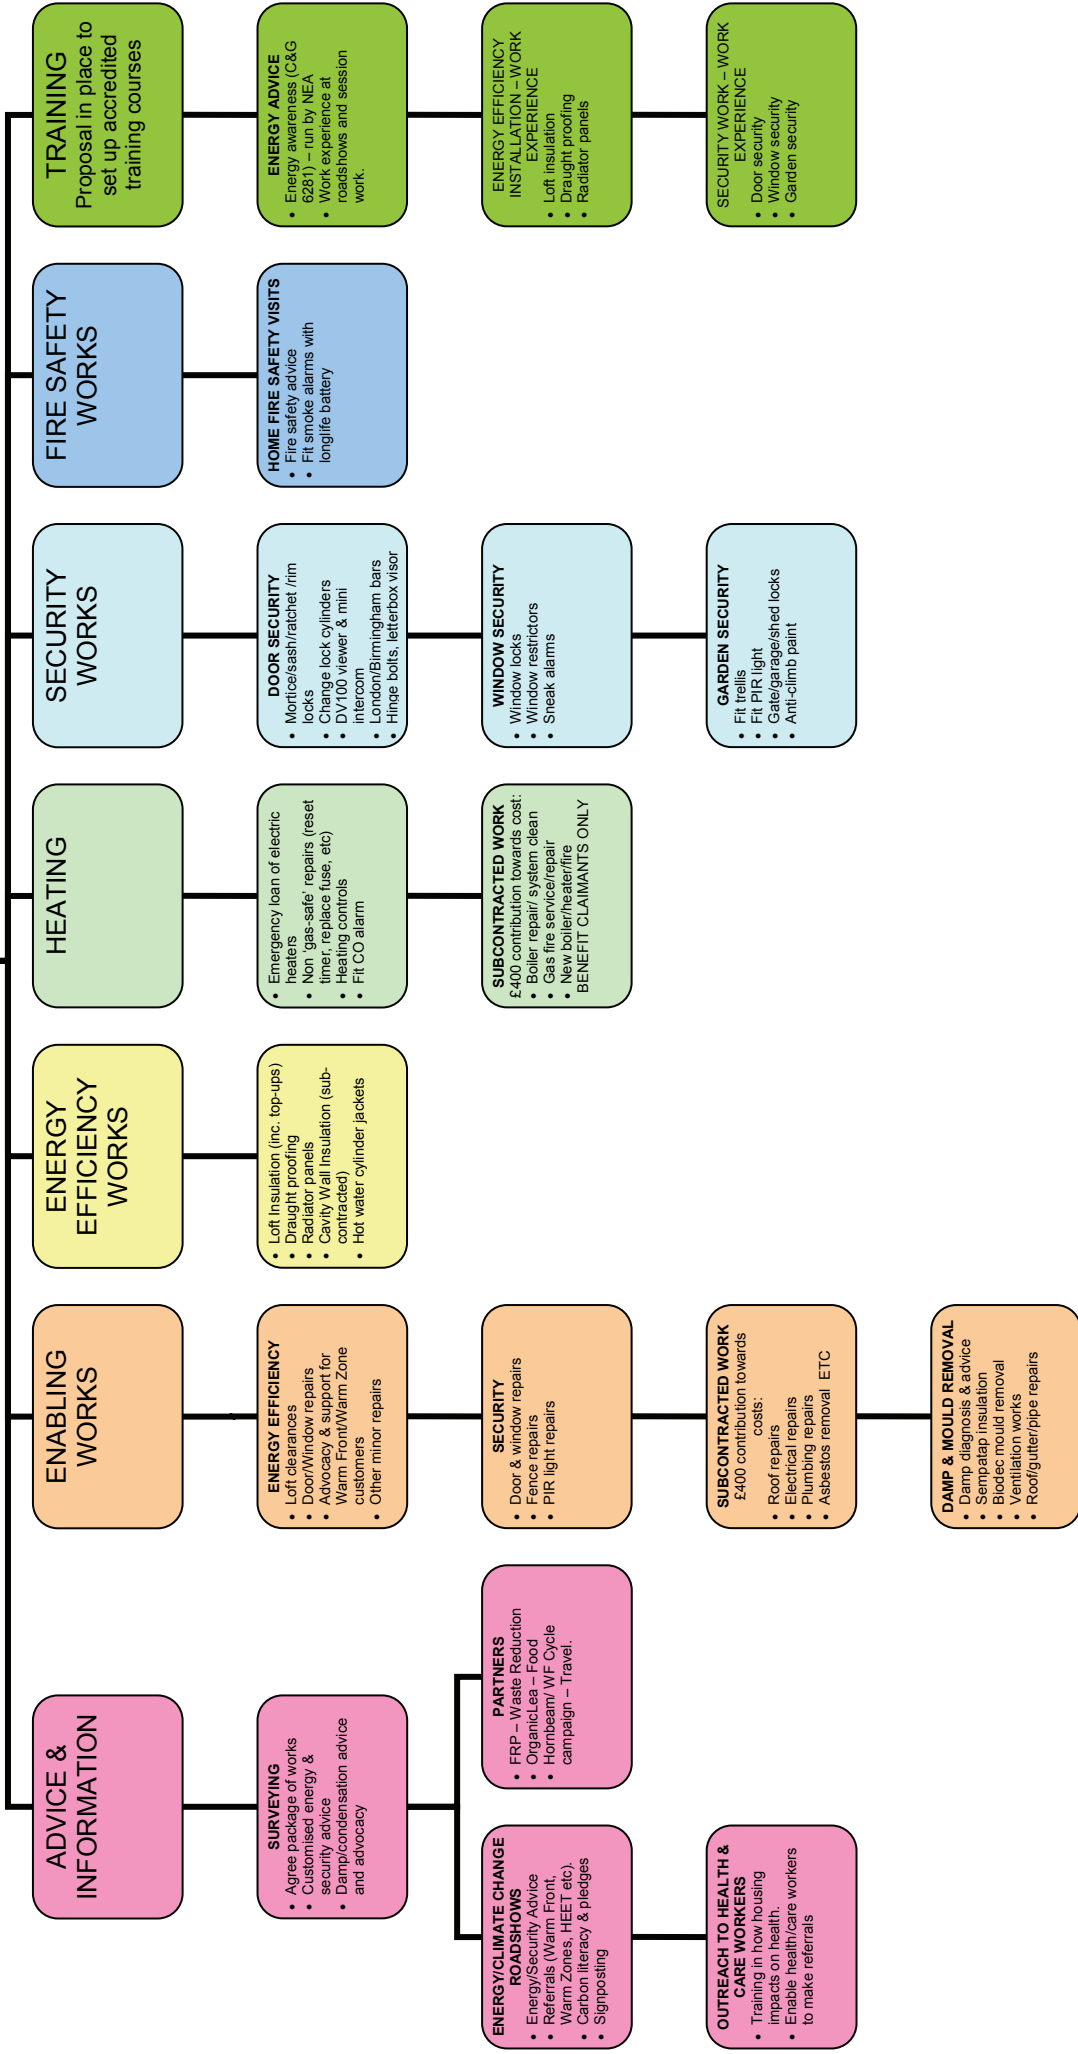 ADVICE &
INFORMATION
SURVEYING
• Agree package of works
• Customised energy &
security advice
• Damp/condensation advice
and advocacy
ENERGY/CLIMATE CHANGE
ROADSHOWS
• Energy/Security Advice
• Referrals (Warm Front,
Warm Zones, HEET etc).
• Carbon literacy & pledges
• Signposting
OUTREACH TO HEALTH &
CARE WORKERS
• Training in how housing
impacts on health.
• Enable health/care workers
to make referrals
PARTNERS
• FRP – Waste Reduction
• OrganicLea – Food
• Hornbeam/ WF Cycle
campaign – Travel.
ENABLING
WORKS
ENERGY EFFICIENCY
• Loft clearances
• Door/Window repairs
• Advocacy & support for
Warm Front/Warm Zone
customers
• Other minor repairs
SECURITY
• Door & window repairs
• Fence repairs
• PIR light repairs
SUBCONTRACTED WORK
£400 contribution towards
costs:
• Roof repairs
• Electrical repairs
• Plumbing repairs
• Asbestos removal ETC
DAMP & MOULD REMOVAL
• Damp diagnosis & advice
• Sempatap insulation
• Biodec mould removal
• Ventilation works
• Roof/gutter/pipe repairs
ENERGY
EFFICIENCY
WORKS
• Loft Insulation (inc. top-ups)
• Draught proofing
• Radiator panels
• Cavity Wall Insulation (sub-
contracted)
• Hot water cylinder jackets
HEATING
• Emergency loan of electric
heaters
• Non 'gas-safe' repairs (reset
timer, replace fuse, etc)
• Heating controls
• Fit CO alarm
SUBCONTRACTED WORK
£400 contribution towards cost:
• Boiler repair/ system clean
• Gas fire service/repair
• New boiler/heater/fire
BENEFIT CLAIMANTS ONLY
SECURITY
WORKS
DOOR SECURITY
• Mortice/sash/ratchet /rim
locks
• Change lock cylinders
• DV100 viewer & mini
intercom
• London/Birmingham bars
• Hinge bolts, letterbox visor
WINDOW SECURITY
• Window locks
• Window restrictors
• Sneak alarms
GARDEN SECURITY
• Fit trellis
• Fit PIR light
• Gate/garage/shed locks
• Anti-climb paint
FIRE SAFETY
WORKS
HOME FIRE SAFETY VISITS
• Fire safety advice
• Fit smoke alarms with
longlife battery
TRAINING
Proposal in place to
set up accredited
training courses
ENERGY ADVICE
• Energy awareness (C&G
6281) – run by NEA
• Work experience at
roadshows and session
work.
ENERGY EFFICIENCY
INSTALLATION – WORK
EXPERIENCE
• Loft insulation
• Draught proofing
• Radiator panels
SECURITY WORK – WORK
EXPERIENCE
• Door security
• Window security
• Garden security